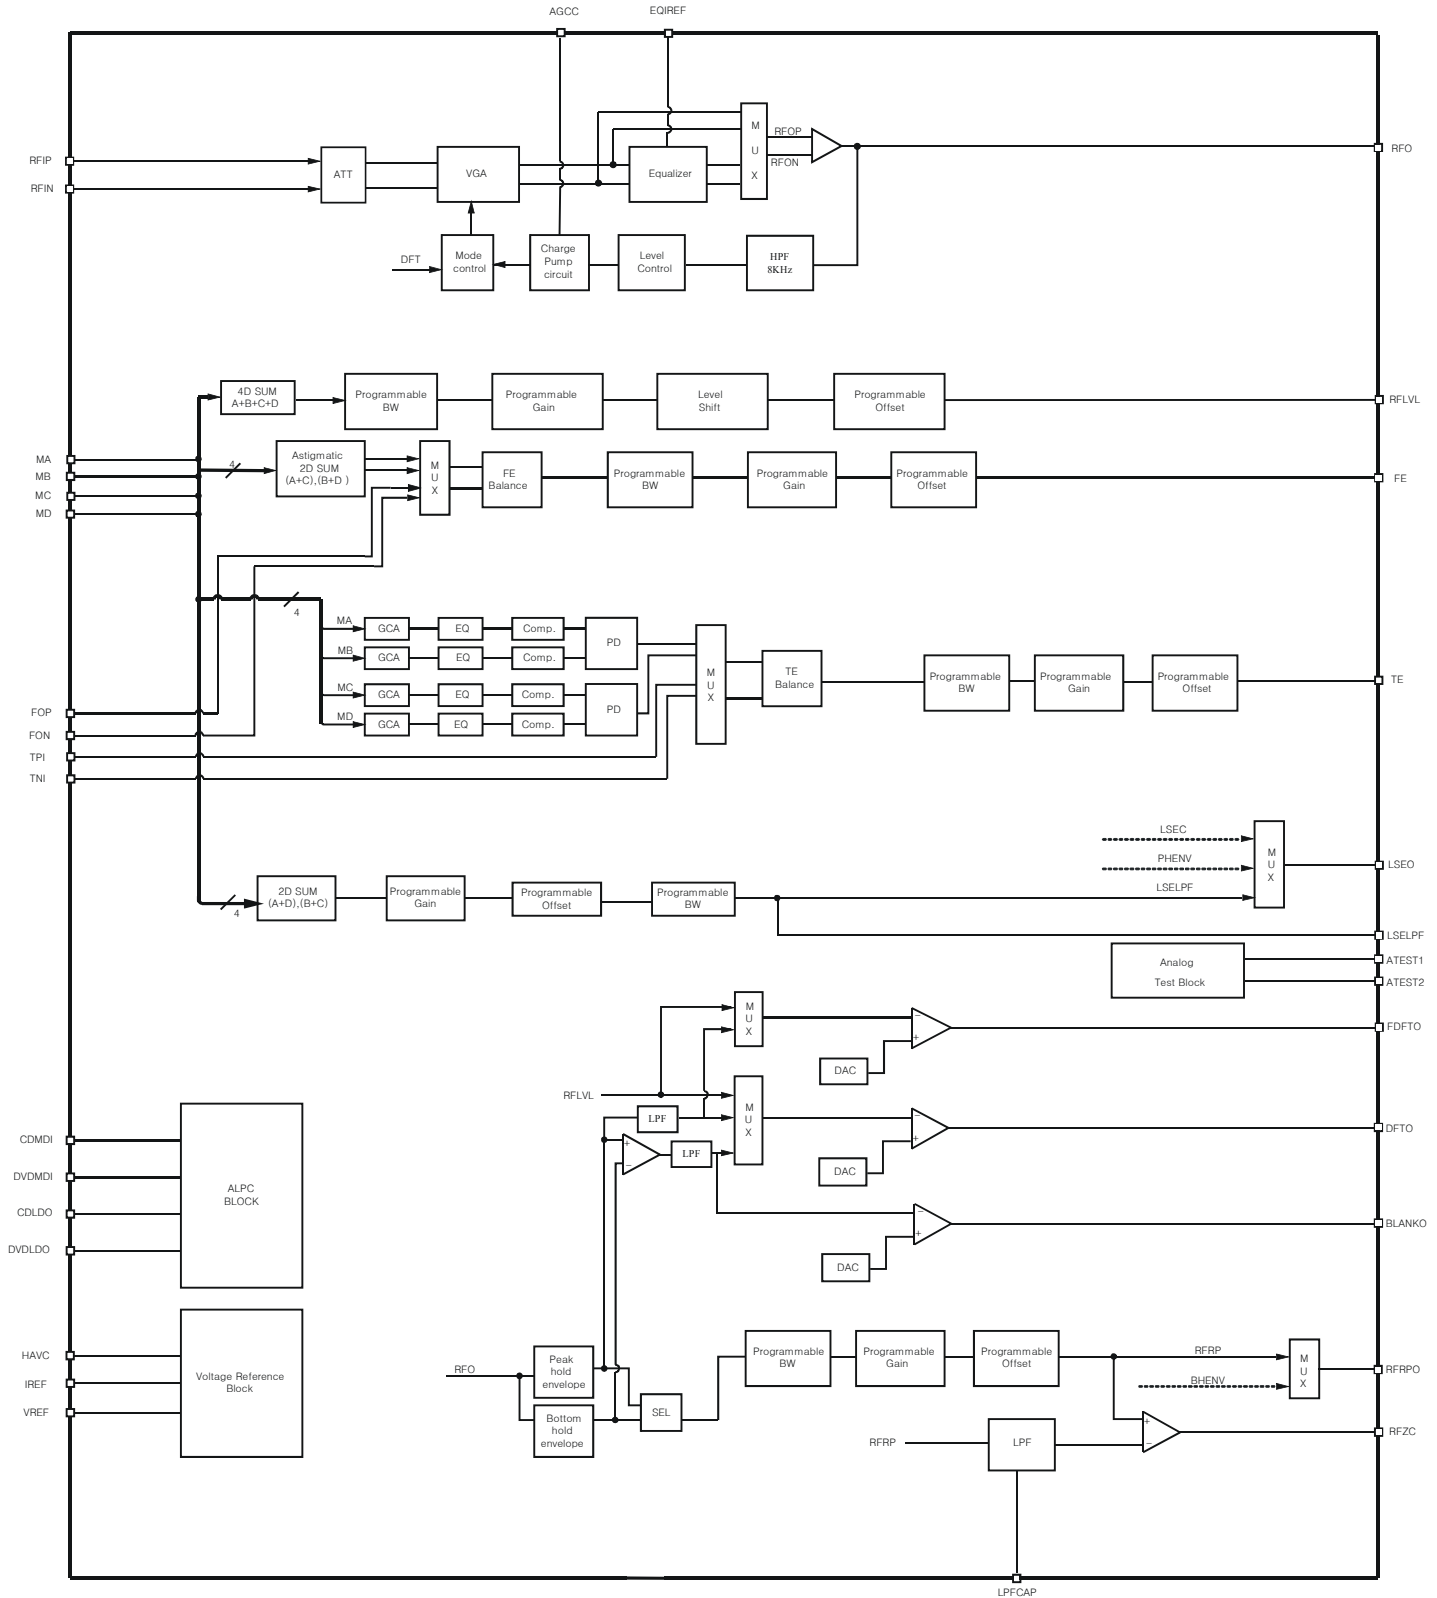 AGCC
EQIREF
RFIP
RFIN
ATT
VGA
Equalizer
M
U
X
RFOP
RFON
RFO
DFT
Mode
control
Charge
Pump
circuit
Level
Control
HPF
8KHz
4D SUM
A+B+C+D
Programmable
BW
Programmable
Gain
Level
Shift
Programmable
Offset
RFLVL
MA
MB
MC
MD
4
Astigmatic
2D SUM
(A+C),(B+D )
M
U
X
FE
Balance
Programmable
BW
Programmable
Gain
Programmable
Offset
FE
4
MA
GCA
EQ
Comp.
PD
MB
GCA
EQ
Comp.
MC
GCA
EQ
Comp.
PD
MD
GCA
EQ
Comp.
M
U
X
TE
Balance
Programmable
BW
Programmable
Gain
Programmable
Offset
TE
FOP
FON
TPI
TNI
LSEC
PHENV
LSELPF
M
U
X
LSEO
4
2D SUM
(A+D),(B+C)
Programmable
Gain
Programmable
Offset
Programmable
BW
LSELPF
Analog
Test Block
ATEST1
ATEST2
M
U
X
−
+
DAC
FDFTO
RFLVL
LPF
+
−
LPF
M
U
X
−
+
DAC
DFTO
−
+
DAC
BLANKO
CDMDI
DVDMDI
CDLDO
DVDLDO
ALPC
BLOCK
HAVC
IREF
VREF
Voltage Reference
Block
RFO
Peak
hold
envelope
Bottom
hold
envelope
SEL
Programmable
BW
Programmable
Gain
Programmable
Offset
RFRP
BHENV
M
U
X
RFRPO
RFRP
LPF
+
−
RFZC
LPFCAP